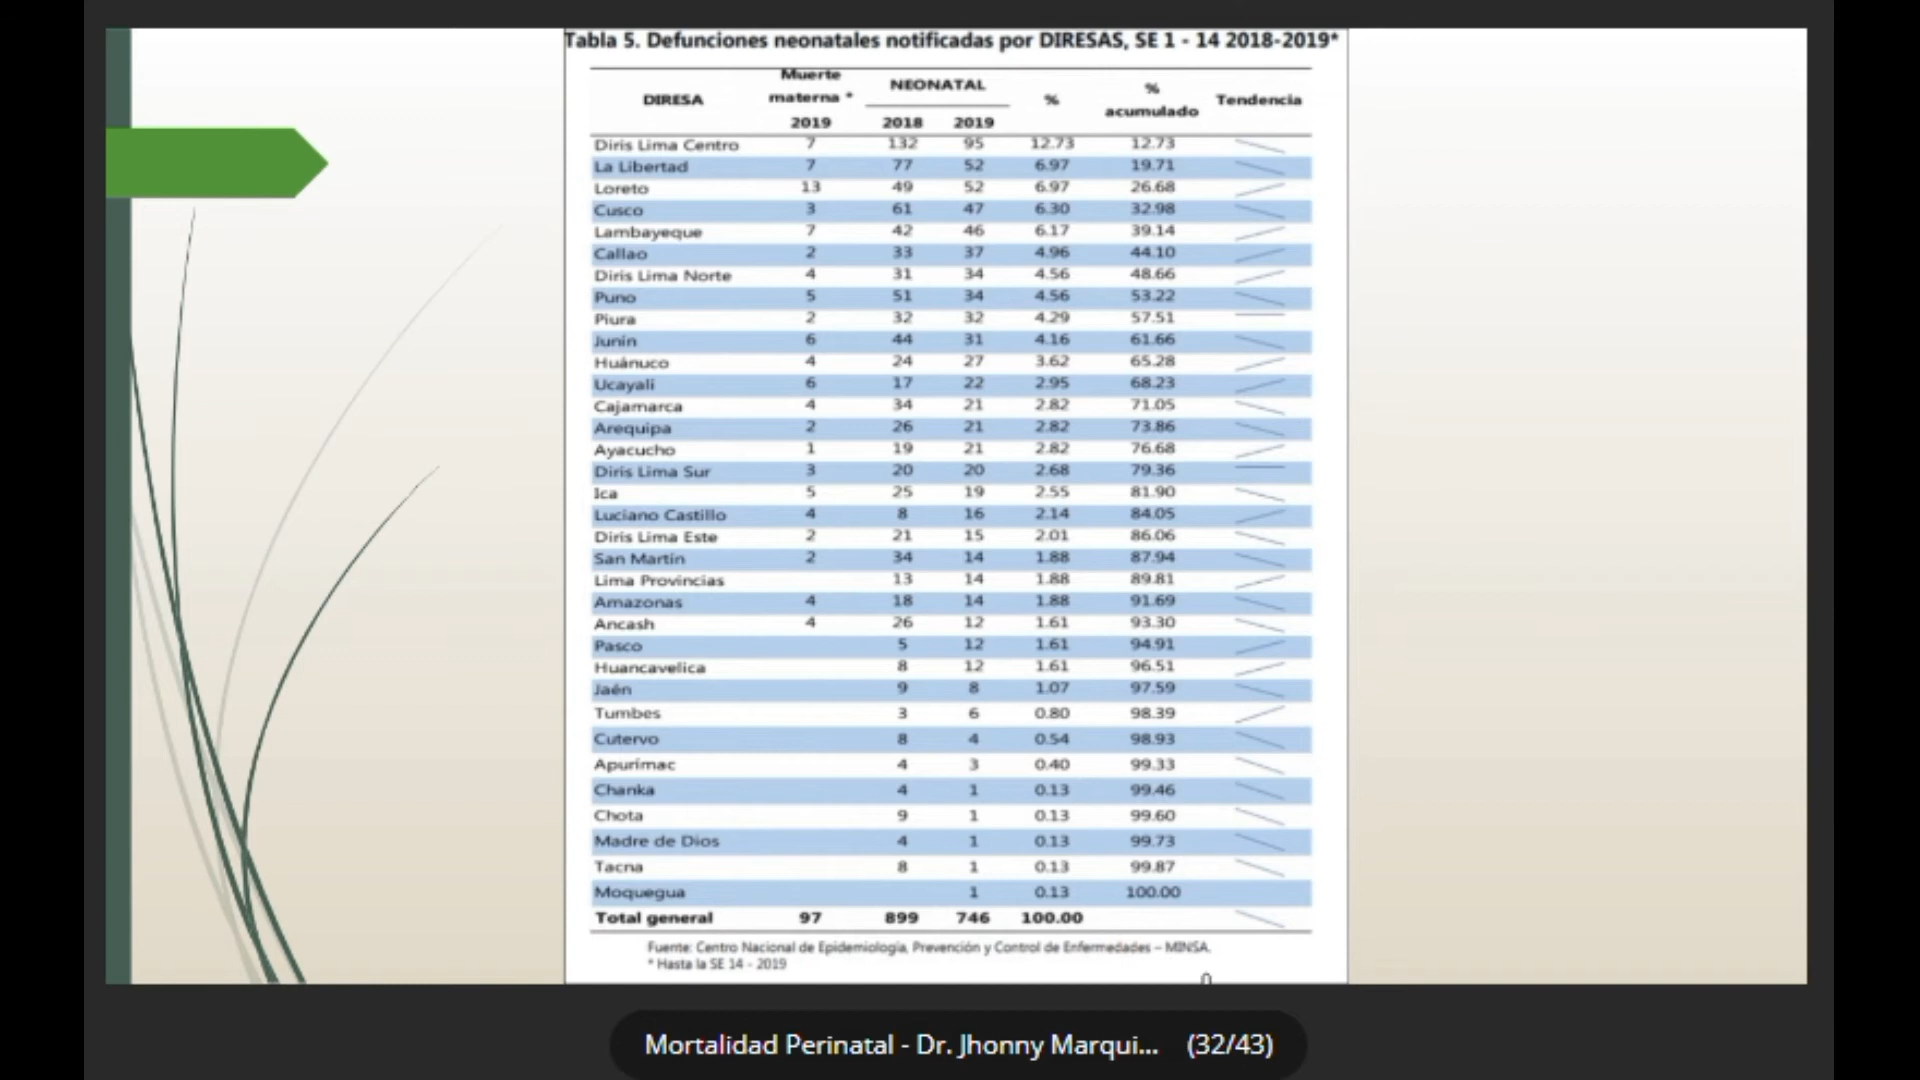 Tabla 5. Defunciones neonatales notificadas por DIRESAS, SE 1 - 14 2018-2019*
DIRESA Muerte materna * NEONATAL % % acumulado Tendencia
2019 2018 2019
Diris Lima Centro 7 132 95 12.73 12.73
La Libertad 7 77 52 6.97 19.71
Loreto 13 49 52 6.97 26.68
Cusco 3 61 47 6.30 32.98
Lambayeque 7 42 46 6.17 39.14
Callao 2 33 37 4.96 44.10
Diris Lima Norte 4 31 34 4.56 48.66
Puno 5 51 34 4.56 53.22
Piura 2 32 32 4.29 57.51
Junín 6 44 31 4.16 61.66
Huánuco 4 24 27 3.62 65.28
Ucayali 6 17 22 2.95 68.23
Cajamarca 4 34 21 2.82 71.05
Arequipa 2 26 21 2.82 73.86
Ayacucho 1 19 21 2.82 76.68
Diris Lima Sur 3 20 20 2.68 79.36
Ica 5 25 19 2.55 81.90
Luciano Castillo 4 8 16 2.14 84.05
Diris Lima Este 2 21 15 2.01 86.06
San Martín 2 34 14 1.88 87.94
Lima Provincias 13 14 1.88 89.81
Amazonas 4 18 14 1.88 91.69
Ancash 4 26 12 1.61 93.30
Pasco 5 12 1.61 94.91
Huancavelica 8 12 1.61 96.51
Jaén 9 8 1.07 97.59
Tumbes 3 6 0.80 98.39
Cutervo 8 4 0.54 98.93
Apurímac 4 3 0.40 99.33
Chanka 4 1 0.13 99.46
Chota 9 1 0.13 99.60
Madre de Dios 4 1 0.13 99.73
Tacna 8 1 0.13 99.87
Moquegua 1 0.13 100.00
Total general 97 899 746 100.00
Fuente: Centro Nacional de Epidemiología, Prevención y Control de Enfermedades – MINSA.
* Hasta la SE 14 - 2019
Mortalidad Perinatal - Dr. Jhonny Marqui... (32/43)